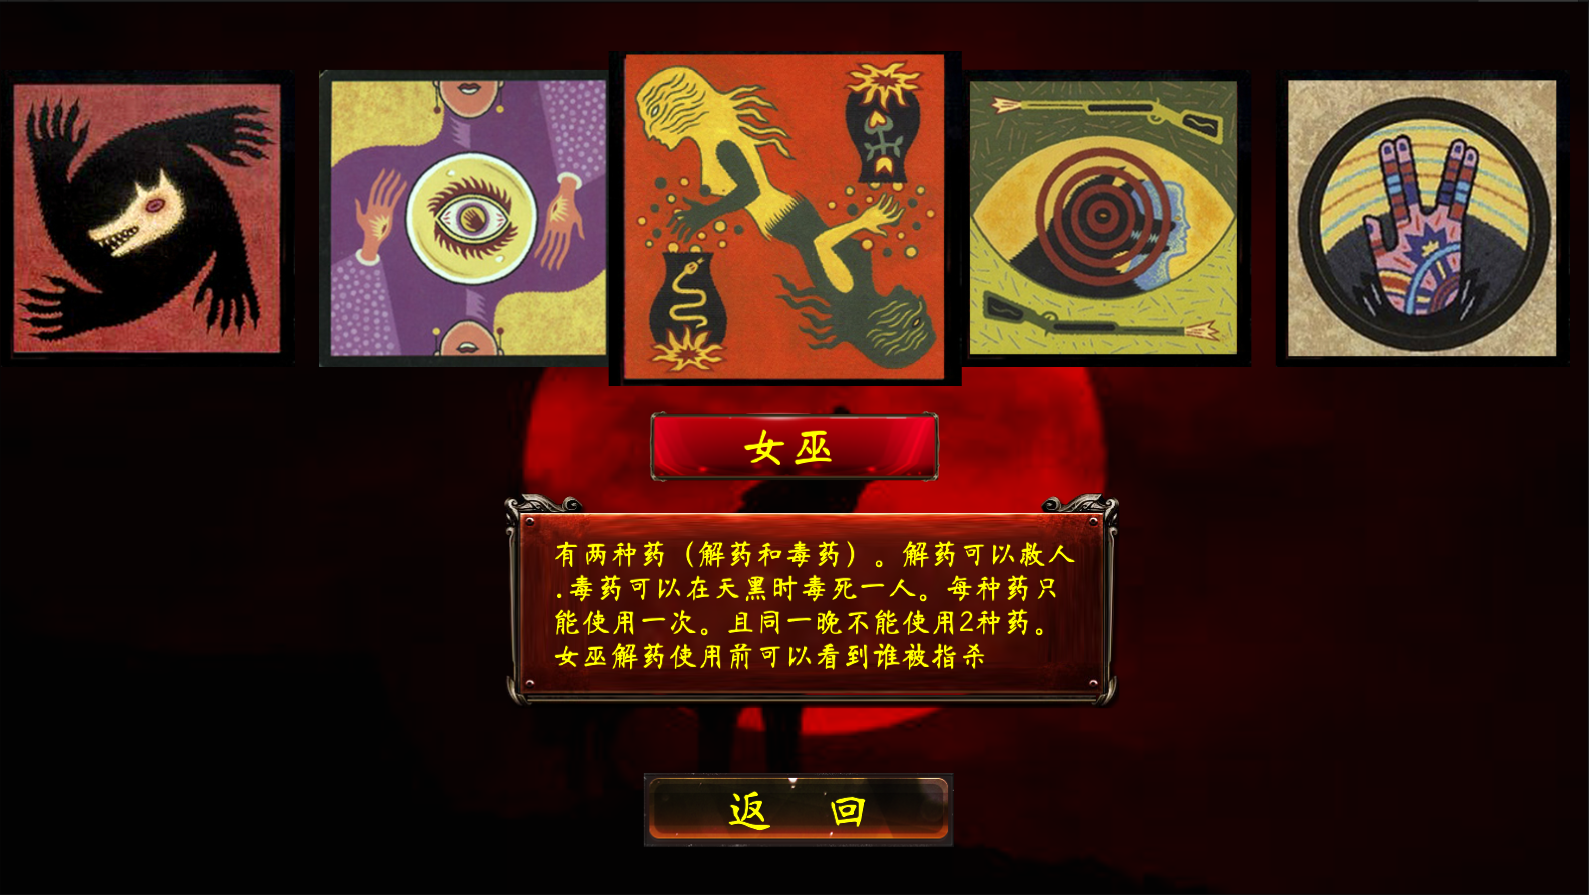 女巫
有两种药（解药和毒药）。解药可以救人
.毒药可以在天黑时毒死一人。每种药只
能使用一次。且同一晚不能使用2种药。
女巫解药使用前可以看到谁被指杀
返 回